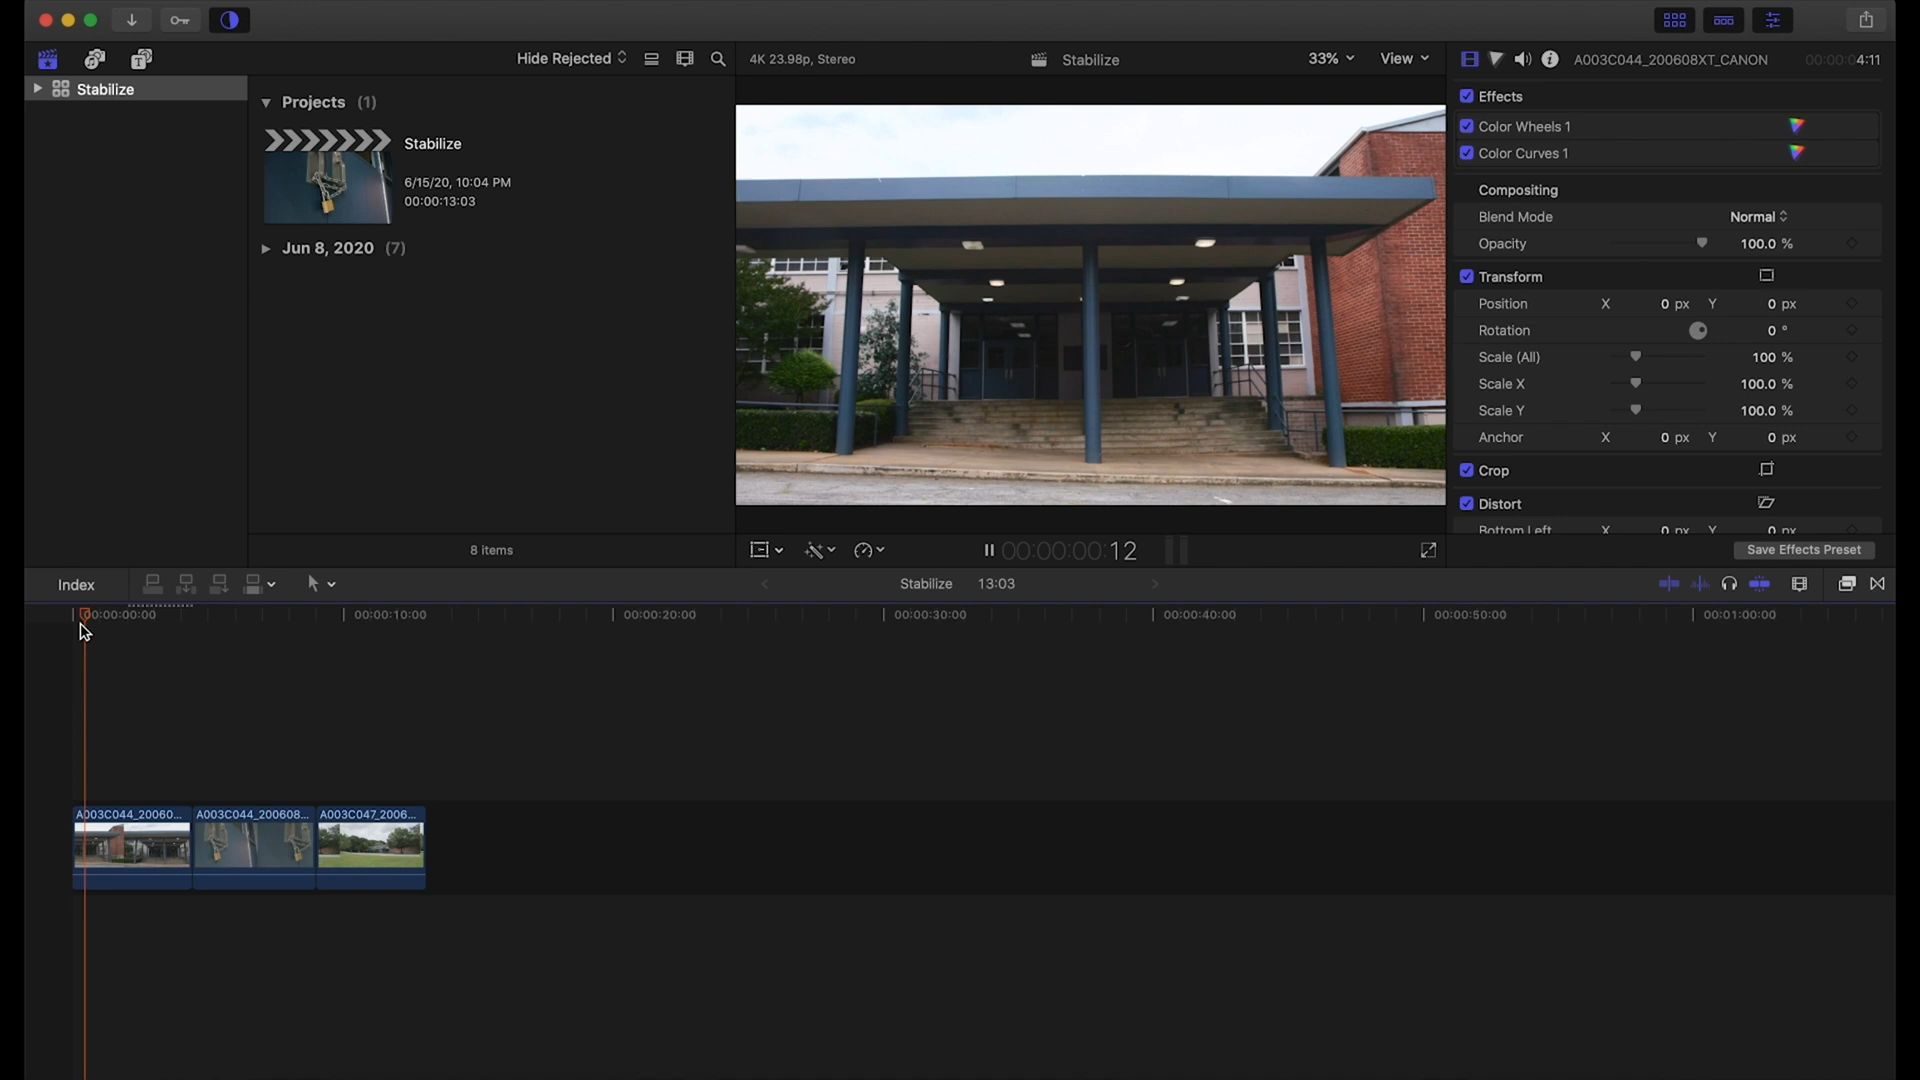 Hide Rejected
4K 23.98p, Stereo
Stabilize
33%
View
A003C044_200608XT_CANON
00:00:04:11
Stabilize
Projects (1)
Stabilize
6/15/20, 10:04 PM
00:00:13:03
Jun 8, 2020 (7)
8 items
Effects
Color Wheels 1
Color Curves 1
Compositing
Blend Mode Normal
Opacity 100.0 %
Transform
Position X 0 px Y 0 px
Rotation 0 °
Scale (All) 100 %
Scale X 100.0 %
Scale Y 100.0 %
Anchor X 0 px Y 0 px
Crop
Distort
Bottom Left X 0 px Y 0 px
00:00:00:12
Save Effects Preset
Index
Stabilize 13:03
00:00:00:00 00:00:10:00 00:00:20:00 00:00:30:00 00:00:40:00 00:00:50:00 00:01:00:00
A003C044_20060... A003C044_200608... A003C047_2006...